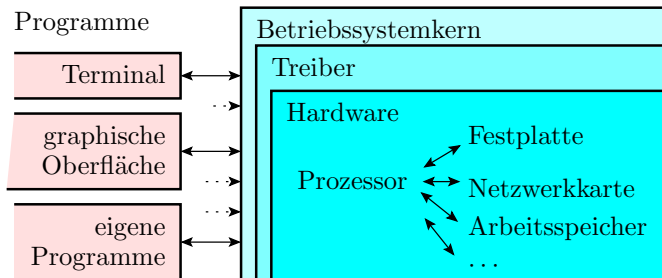 Programme
Terminal
graphische
Oberfläche
eigene
Programme
Betriebssystemkern
Treiber
Hardware
Prozessor
Festplatte
Netzwerkkarte
Arbeitsspeicher
...